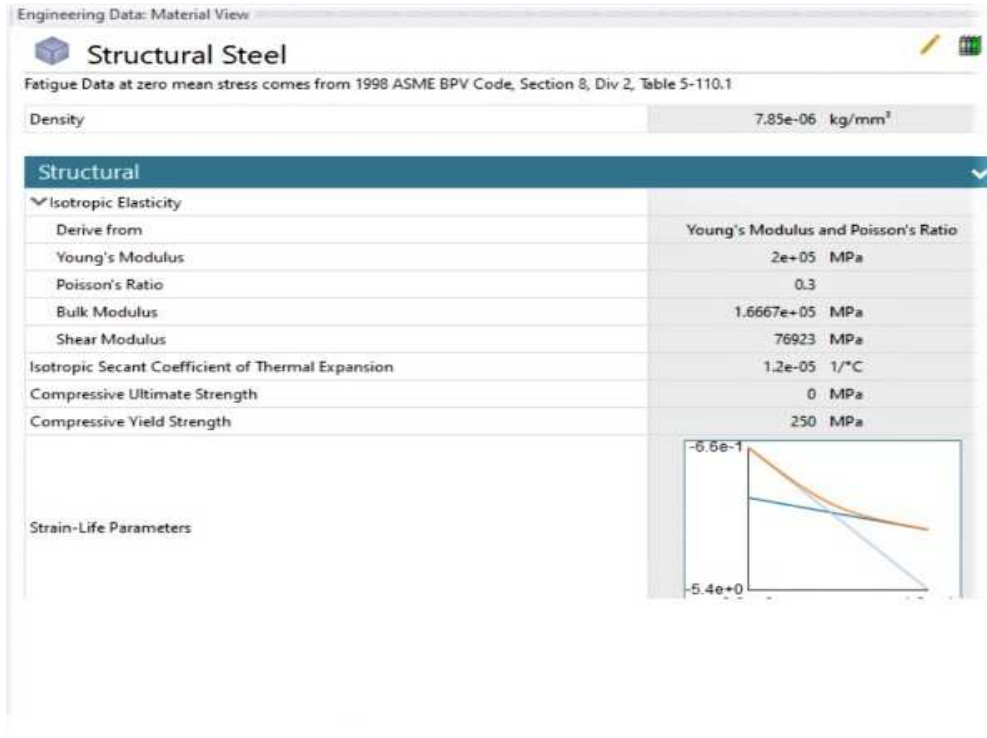 Engineering Data: Material View
Structural Steel
Fatigue Data at zero mean stress comes from 1998 ASME BPV Code, Section 8, Div 2, Table 5-110.1
Density 7.85e-06 kg/mm³
Structural
Isotropic Elasticity
Derive from Young's Modulus and Poisson's Ratio
Young's Modulus 2e+05 MPa
Poisson's Ratio 0.3
Bulk Modulus 1.6667e+05 MPa
Shear Modulus 76923 MPa
Isotropic Secant Coefficient of Thermal Expansion 1.2e-05 1/°C
Compressive Ultimate Strength 0 MPa
Compressive Yield Strength 250 MPa
-6.6e-1
Strain-Life Parameters
-5.4e+0